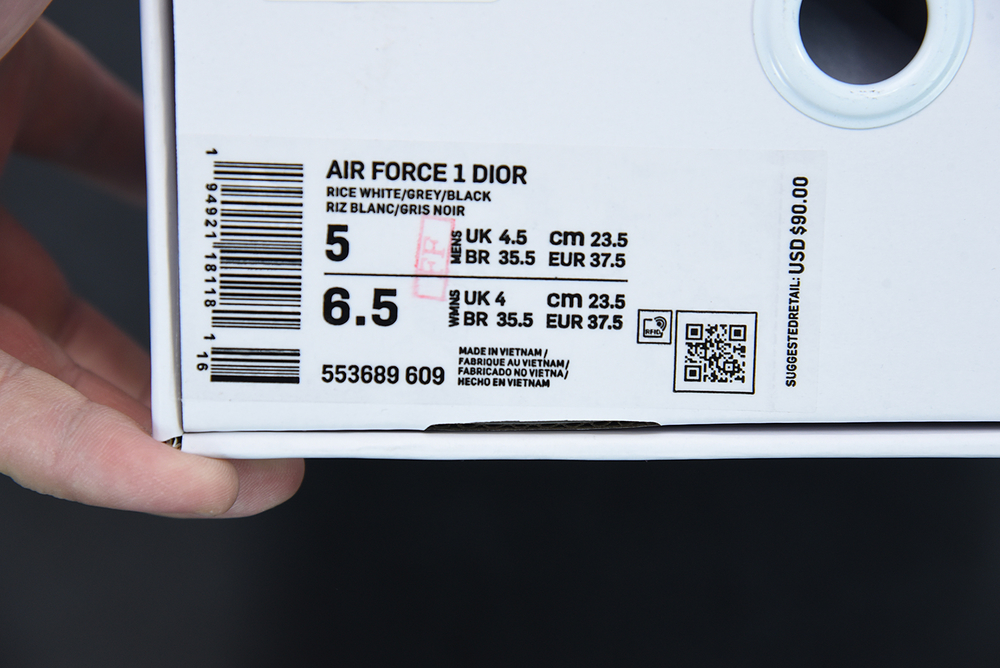 AIR FORCE 1 DIOR
RICE WHITE/GREY/BLACK
RIZ BLANC/GRIS NOIR
5
MENS
UK 4.5 cm 23.5
BR 35.5 EUR 37.5
6.5
WMNS
UK 4 cm 23.5
BR 35.5 EUR 37.5
RFID
553689 609
MADE IN VIETNAM/
FABRIQUE AU VIETNAM/
FABRICADO NO VIETNA/
HECHO EN VIETNAM
1 94921 18118 1 16
SUGGESTEDRETAIL: USD $90.00